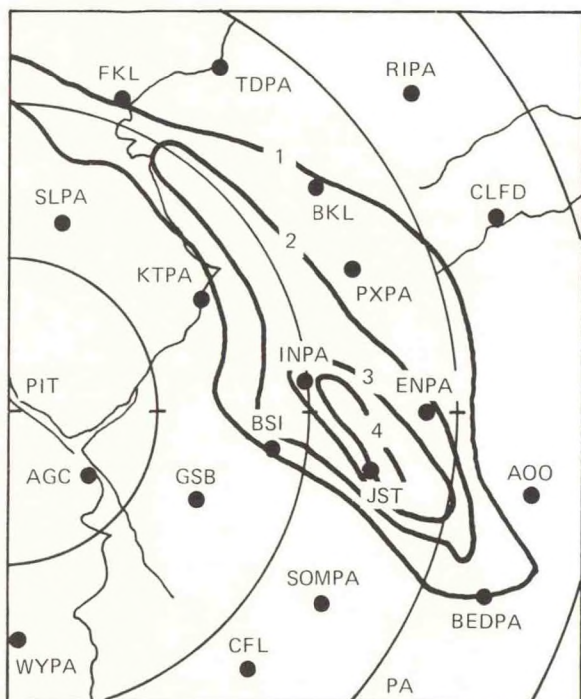 FKL
TDPA
RIPA
1
SLPA
BKL
CLFD
2
KTPA
PXPA
INPA
3
ENPA
PIT
BSI
4
AGC
GSB
JST
AOO
SOMPA
BEDPA
WYPA
CFL
PA